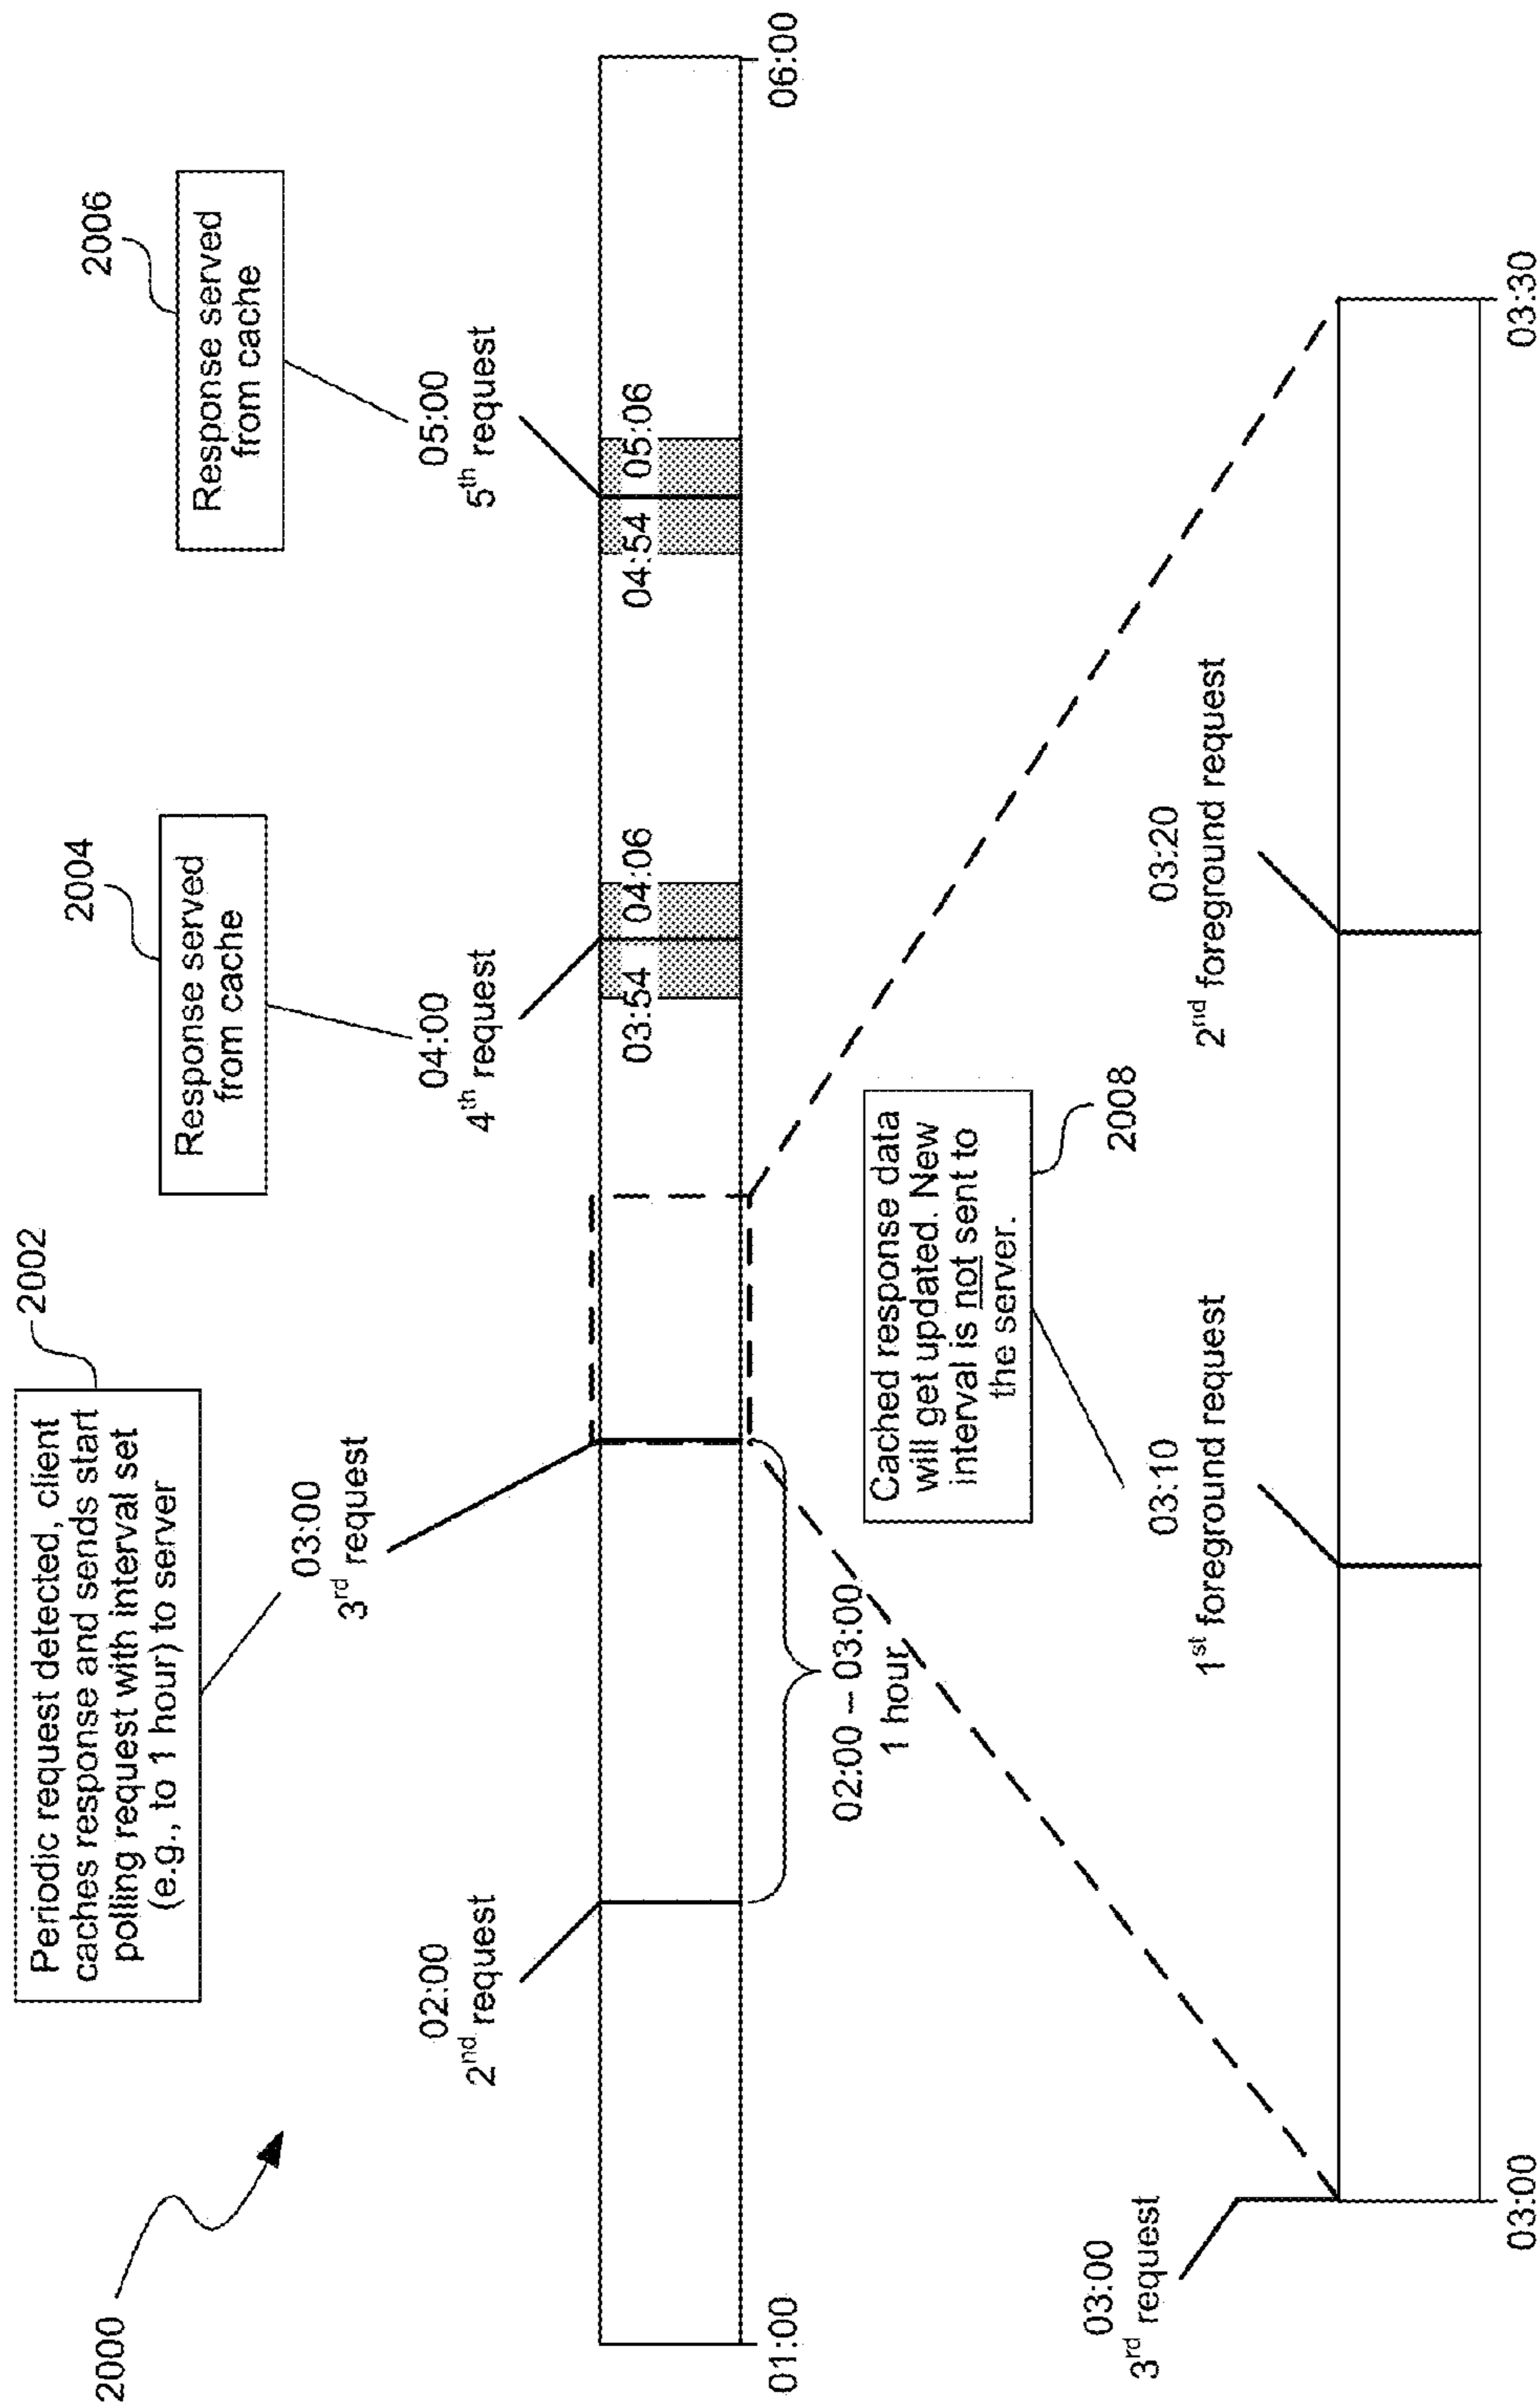 2000
Periodic request detected, client
caches response and sends start
polling request with interval set
(e.g., to 1 hour) to server
2002
Response served
from cache
2004
Response served
from cache
2006
02:00
2nd request
03:00
3rd request
04:00
4th request
05:00
5th request
03:54 04:06
04:54 05:06
01:00
06:00
02:00 – 03:00
1 hour
Cached response data
will get updated. New
interval is not sent to
the server.
2008
03:00
3rd request
03:10
1st foreground request
03:20
2nd foreground request
03:00
03:30